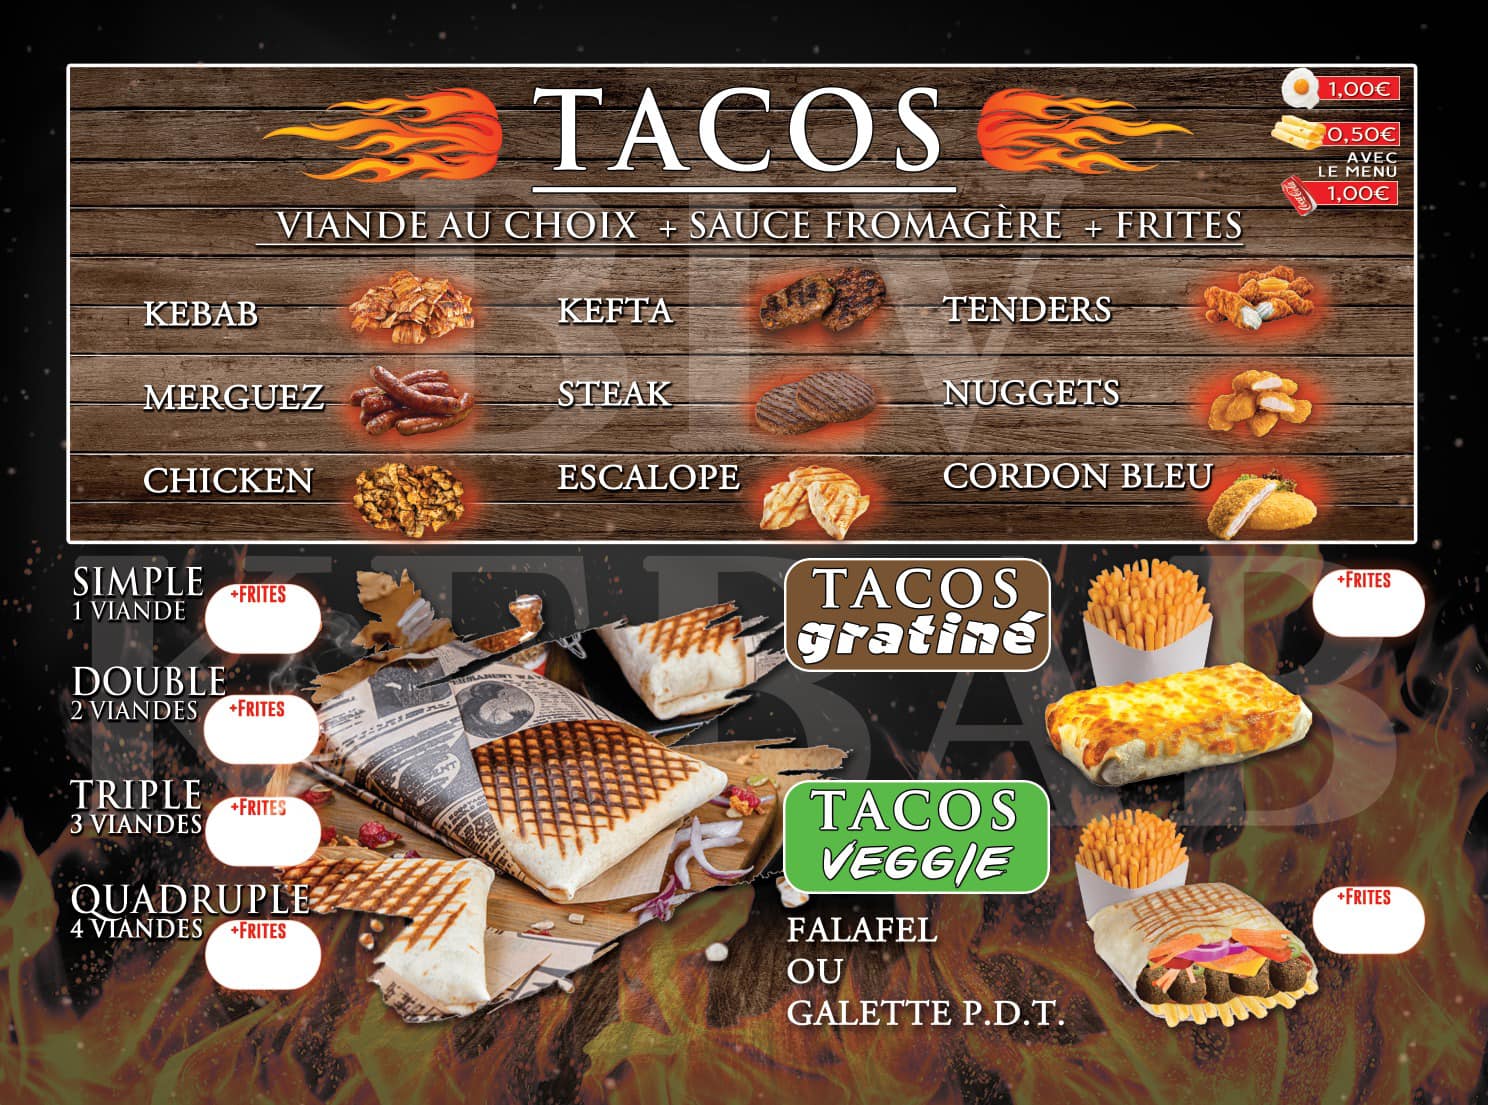 TACOS
1,00€
0,50€
AVEC
LE MENU
1,00€
VIANDE AU CHOIX + SAUCE FROMAGÈRE + FRITES
KEBAB
KEFTA
TENDERS
MERGUEZ
STEAK
NUGGETS
CHICKEN
ESCALOPE
CORDON BLEU
SIMPLE
1 VIANDE
+FRITES
DOUBLE
2 VIANDES
+FRITES
TRIPLE
3 VIANDES
+FRITES
QUADRUPLE
4 VIANDES
+FRITES
TACOS
gratiné
+FRITES
TACOS
VEGGIE
+FRITES
FALAFEL
OU
GALETTE P.D.T.
KEBAB